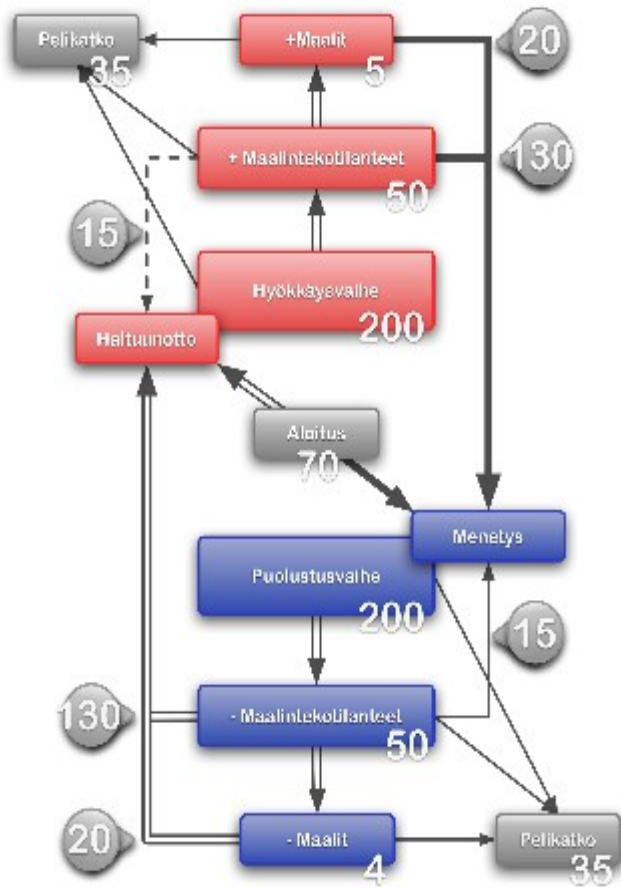 Pelikatko
35
+Maalit
5
20
+ Maalintekotilanteet
50
130
15
Hyökkäysvaihe
200
Haltuunotto
Aloitus
70
Menetys
Puolustusvaihe
200
15
- Maalintekotilanteet
50
130
- Maalit
4
20
Pelikatko
35